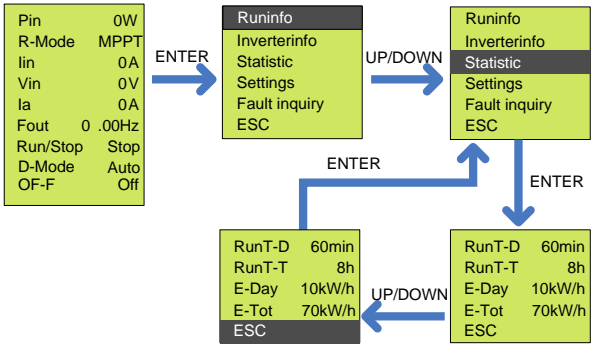 Pin 0W
R-Mode MPPT
Iin 0A
Vin 0V
Ia 0A
Fout 0 .00Hz
Run/Stop Stop
D-Mode Auto
OF-F Off
ENTER
Runinfo
Inverterinfo
Statistic
Settings
Fault inquiry
ESC
UP/DOWN
Runinfo
Inverterinfo
Statistic
Settings
Fault inquiry
ESC
ENTER
RunT-D 60min
RunT-T 8h
E-Day 10kW/h
E-Tot 70kW/h
ESC
UP/DOWN
RunT-D 60min
RunT-T 8h
E-Day 10kW/h
E-Tot 70kW/h
ESC
ENTER